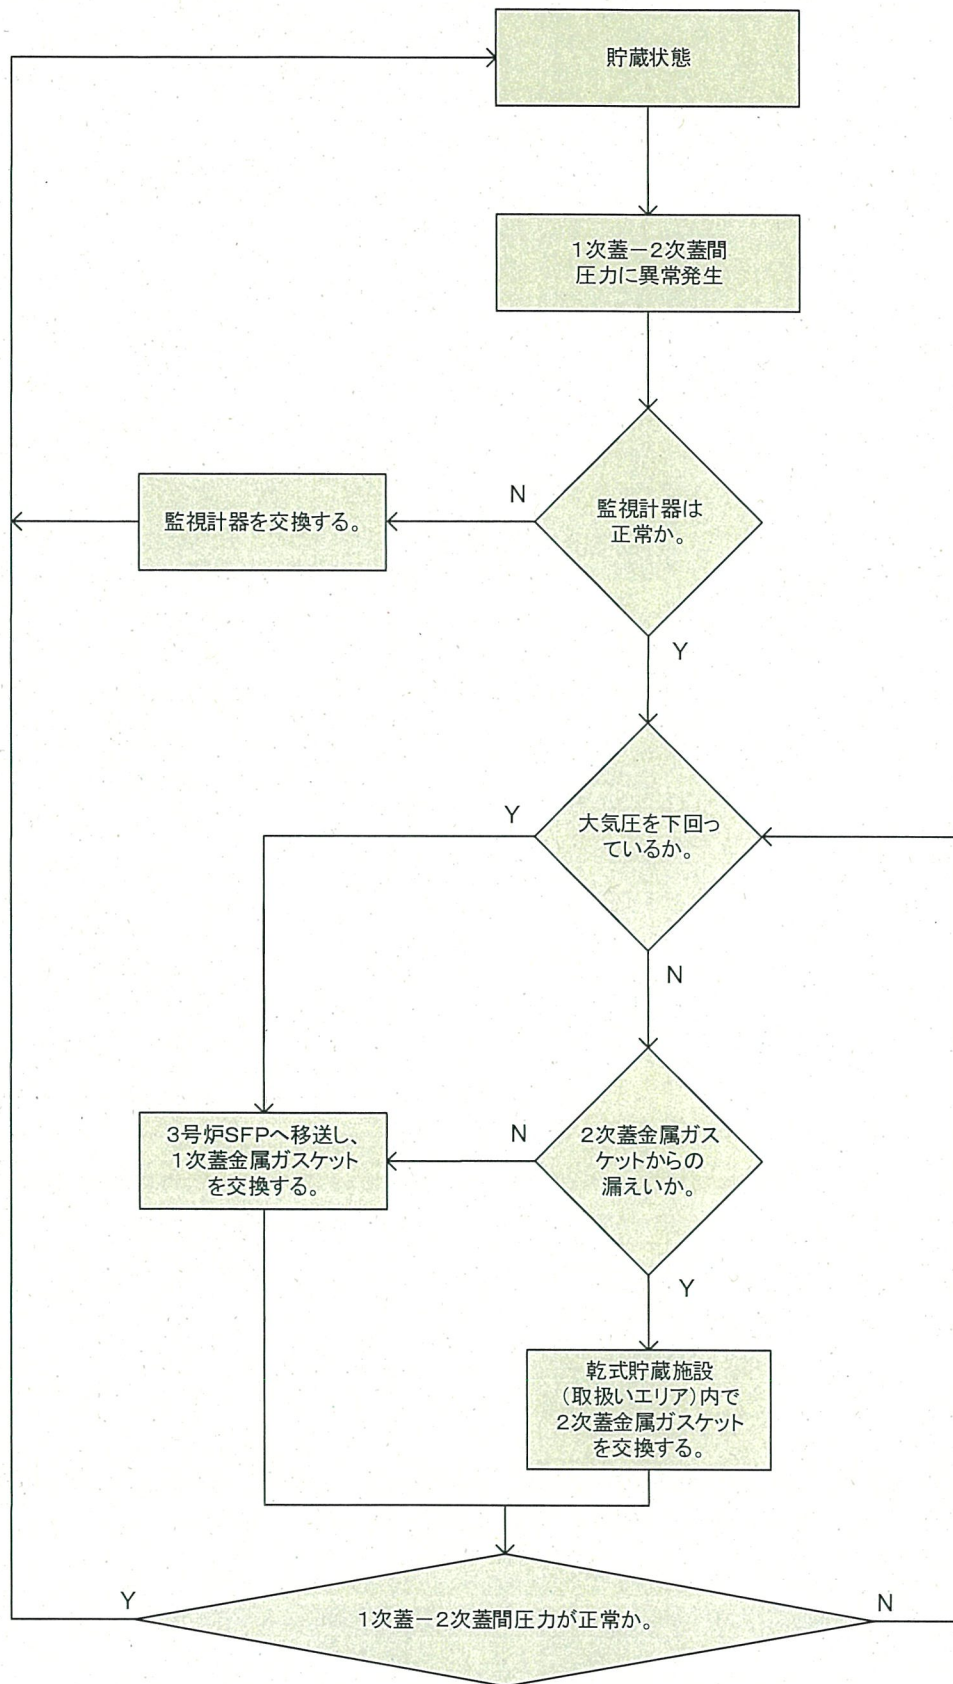 貯蔵状態
1次蓋－2次蓋間
圧力に異常発生
監視計器は
正常か。
N
監視計器を交換する。
Y
大気圧を下回っ
ているか。
Y
N
2次蓋金属ガス
ケットからの
漏えいか。
N
3号炉SFPへ移送し、
1次蓋金属ガスケット
を交換する。
Y
乾式貯蔵施設
(取扱いエリア)内で
2次蓋金属ガスケット
を交換する。
1次蓋－2次蓋間圧力が正常か。
Y
N